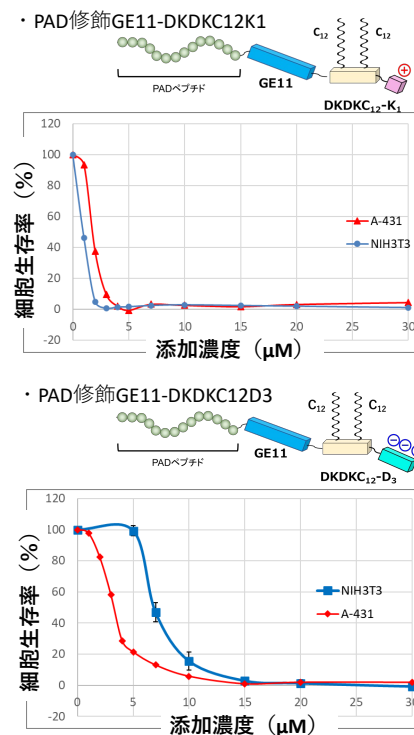 ・PAD修飾GE11-DKDKC12K1
C₁₂ C₁₂
PADペプチド
GE11
DKDKC₁₂-K₁
細胞生存率（%）
120
100
80
60
40
20
0
-20
A-431
NIH3T3
0 5 10 15 20 25 30
添加濃度（μM）
・PAD修飾GE11-DKDKC12D3
C₁₂ C₁₂
PADペプチド
GE11
DKDKC₁₂-D₃
細胞生存率（%）
120
100
80
60
40
20
0
-20
NIH3T3
A-431
0 5 10 15 20 25 30
添加濃度（μM）